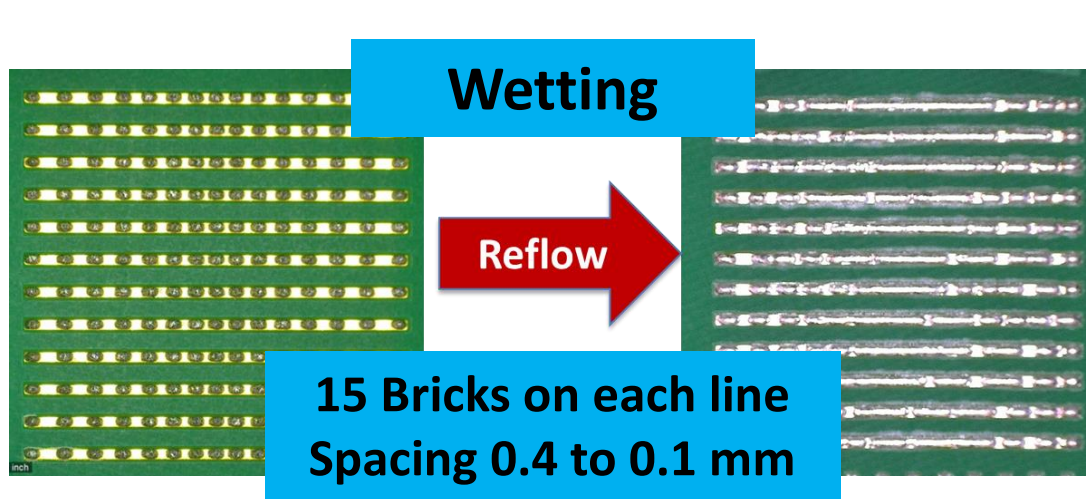 Wetting
Reflow
15 Bricks on each line
Spacing 0.4 to 0.1 mm
inch